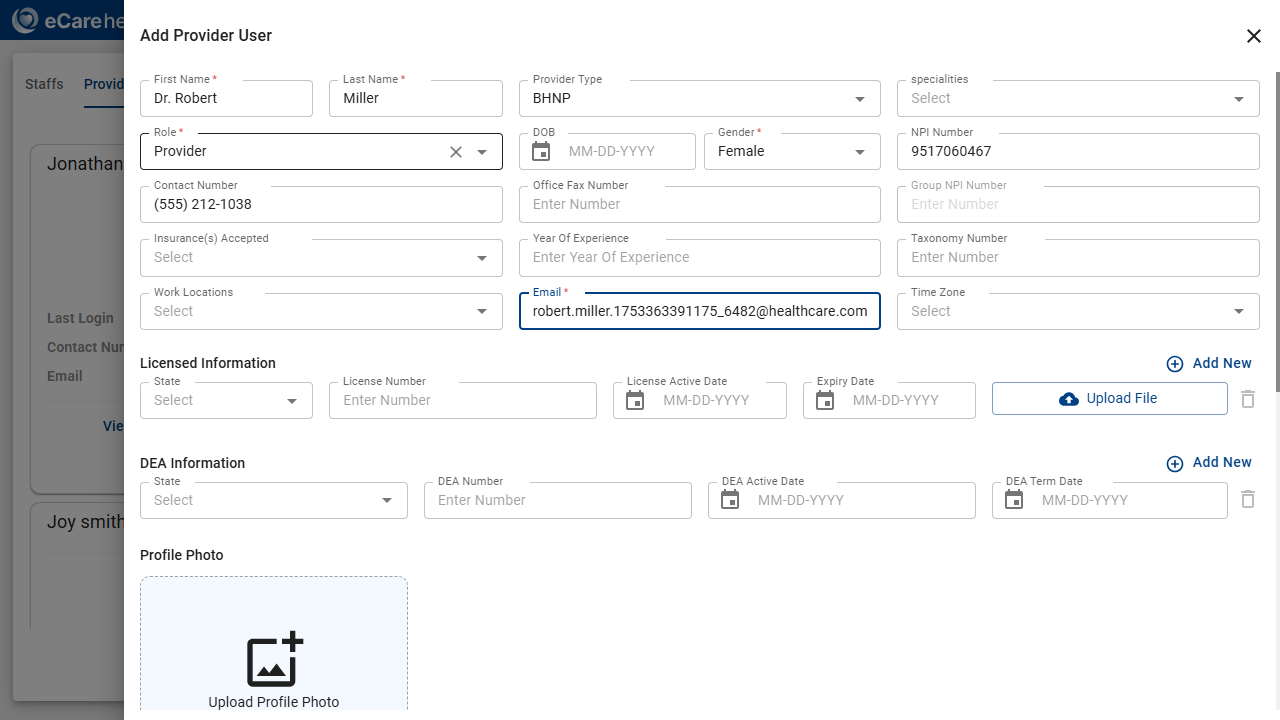 eCare he
Add Provider User
Staffs
Provid
First Name *
Dr. Robert
Last Name *
Miller
Provider Type
BHNP
specialities
Select
Role *
Provider
DOB
MM-DD-YYYY
Gender *
Female
NPI Number
9517060467
Contact Number
(555) 212-1038
Office Fax Number
Enter Number
Group NPI Number
Enter Number
Insurance(s) Accepted
Select
Year Of Experience
Enter Year Of Experience
Taxonomy Number
Enter Number
Work Locations
Select
Email *
robert.miller.1753363391175_6482@healthcare.com
Time Zone
Select
Jonathan
Last Login
Contact Nur
Email
Vie
Joy smith
Licensed Information
Add New
State
Select
License Number
Enter Number
License Active Date
MM-DD-YYYY
Expiry Date
MM-DD-YYYY
Upload File
DEA Information
Add New
State
Select
DEA Number
Enter Number
DEA Active Date
MM-DD-YYYY
DEA Term Date
MM-DD-YYYY
Profile Photo
Upload Profile Photo